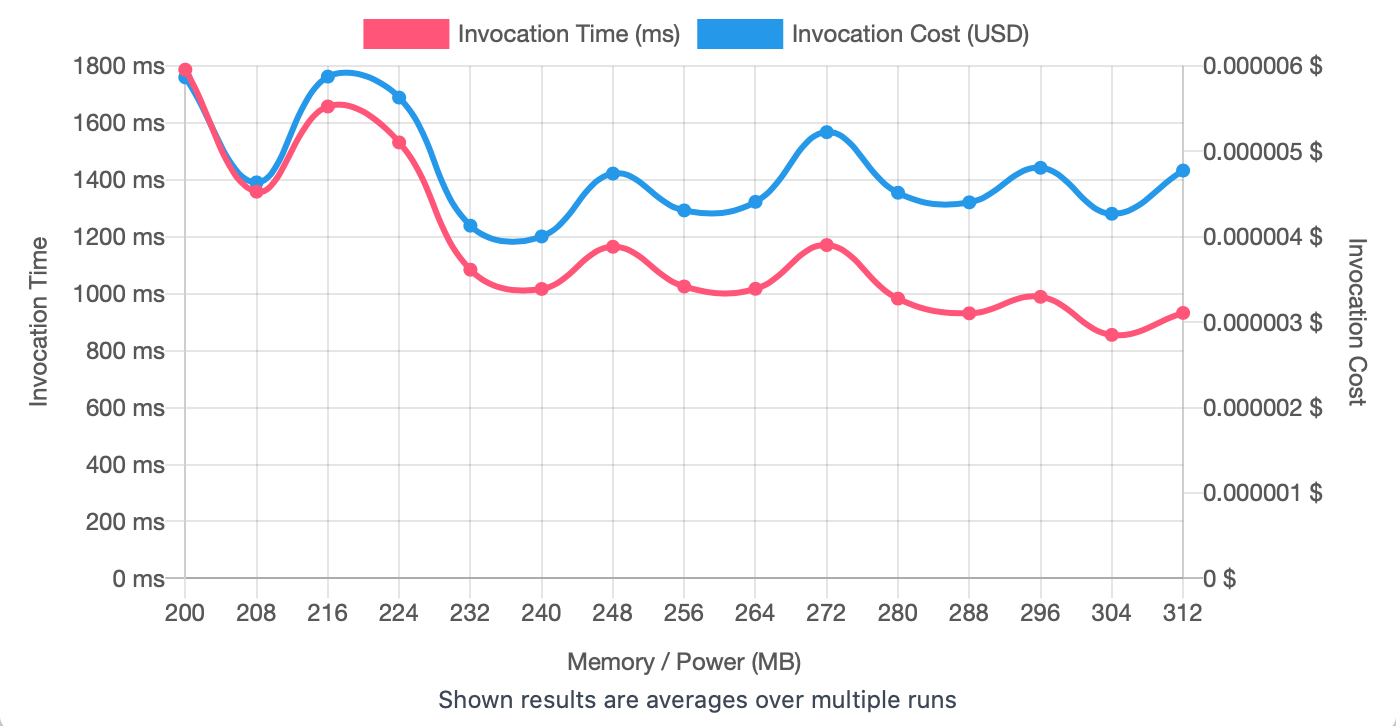 Invocation Time (ms) Invocation Cost (USD)
1800 ms 0.000006 $
1600 ms
0.000005 $
1400 ms
1200 ms 0.000004 $
1000 ms
0.000003 $
800 ms
600 ms 0.000002 $
400 ms
0.000001 $
200 ms
0 ms 0 $
Invocation Time
Invocation Cost
200 208 216 224 232 240 248 256 264 272 280 288 296 304 312
Memory / Power (MB)
Shown results are averages over multiple runs